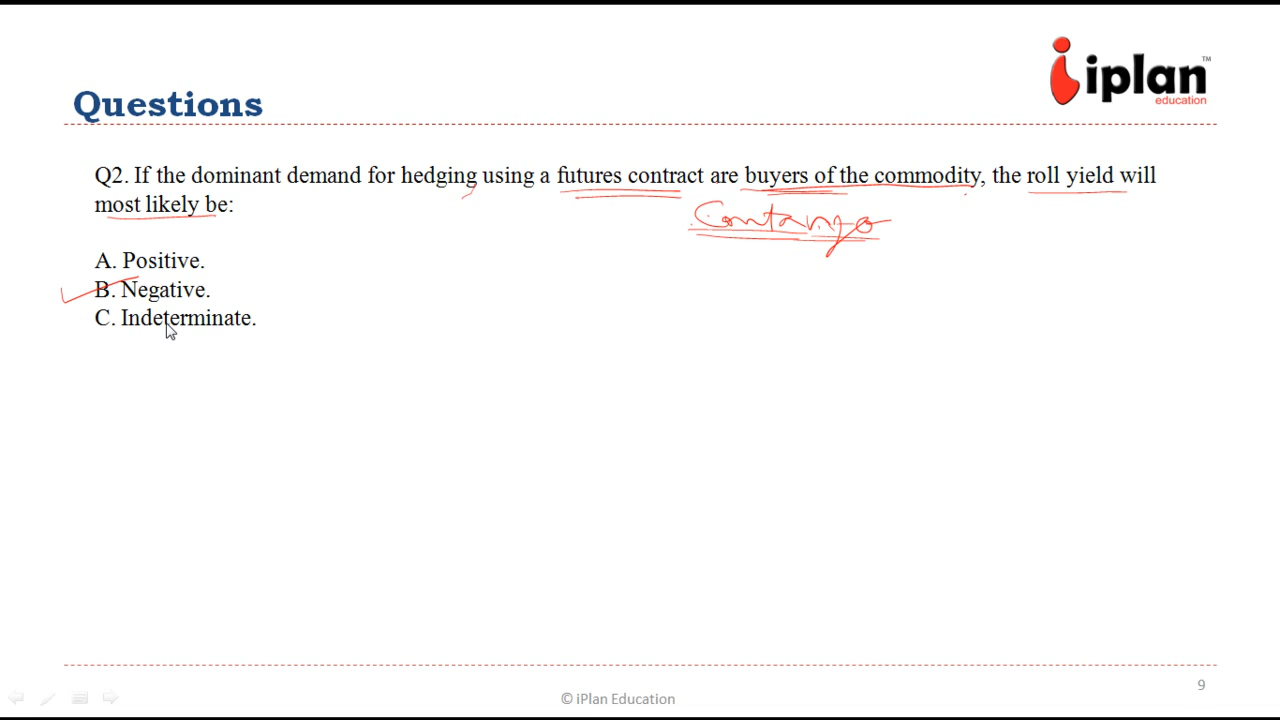 iplan™
education
Questions
Q2. If the dominant demand for hedging using a futures contract are buyers of the commodity, the roll yield will
most likely be:
Contango
A. Positive.
B. Negative.
C. Indeterminate.
9
© iPlan Education